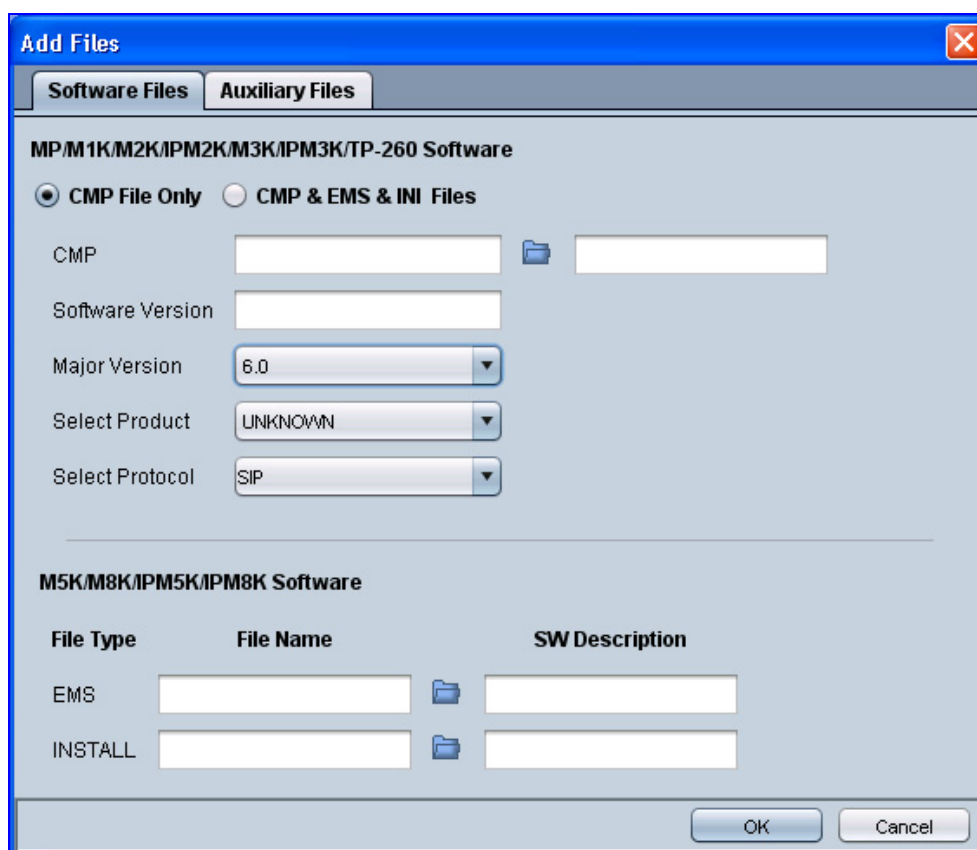 Add Files
Software Files Auxiliary Files
MP/M1K/M2K/IPM2K/M3K/IPM3K/TP-260 Software
CMP File Only CMP & EMS & INI Files
CMP
Software Version
Major Version 6.0
Select Product UNKNOWN
Select Protocol SIP
M5K/M8K/IPM5K/IPM8K Software
File Type File Name SW Description
EMS
INSTALL
OK Cancel